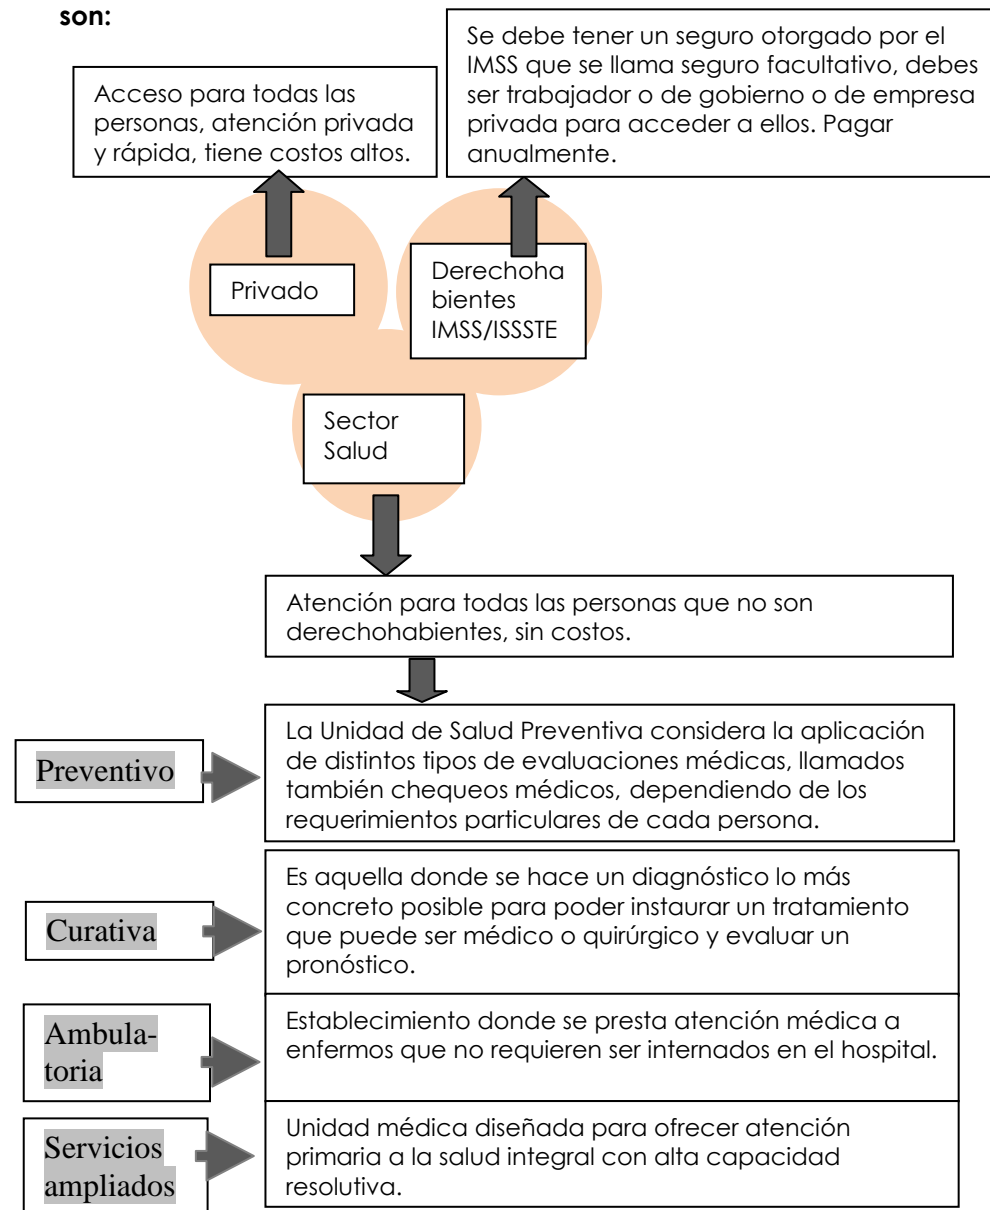 son:
Acceso para todas las
personas, atención privada
y rápida, tiene costos altos.
Se debe tener un seguro otorgado por el
IMSS que se llama seguro facultativo, debes
ser trabajador o de gobierno o de empresa
privada para acceder a ellos. Pagar
anualmente.
Privado
Derechoha
bientes
IMSS/ISSSTE
Sector
Salud
Atención para todas las personas que no son
derechohabientes, sin costos.
Preventivo
La Unidad de Salud Preventiva considera la aplicación
de distintos tipos de evaluaciones médicas, llamados
también chequeos médicos, dependiendo de los
requerimientos particulares de cada persona.
Curativa
Es aquella donde se hace un diagnóstico lo más
concreto posible para poder instaurar un tratamiento
que puede ser médico o quirúrgico y evaluar un
pronóstico.
Ambula-
toria
Establecimiento donde se presta atención médica a
enfermos que no requieren ser internados en el hospital.
Servicios
ampliados
Unidad médica diseñada para ofrecer atención
primaria a la salud integral con alta capacidad
resolutiva.